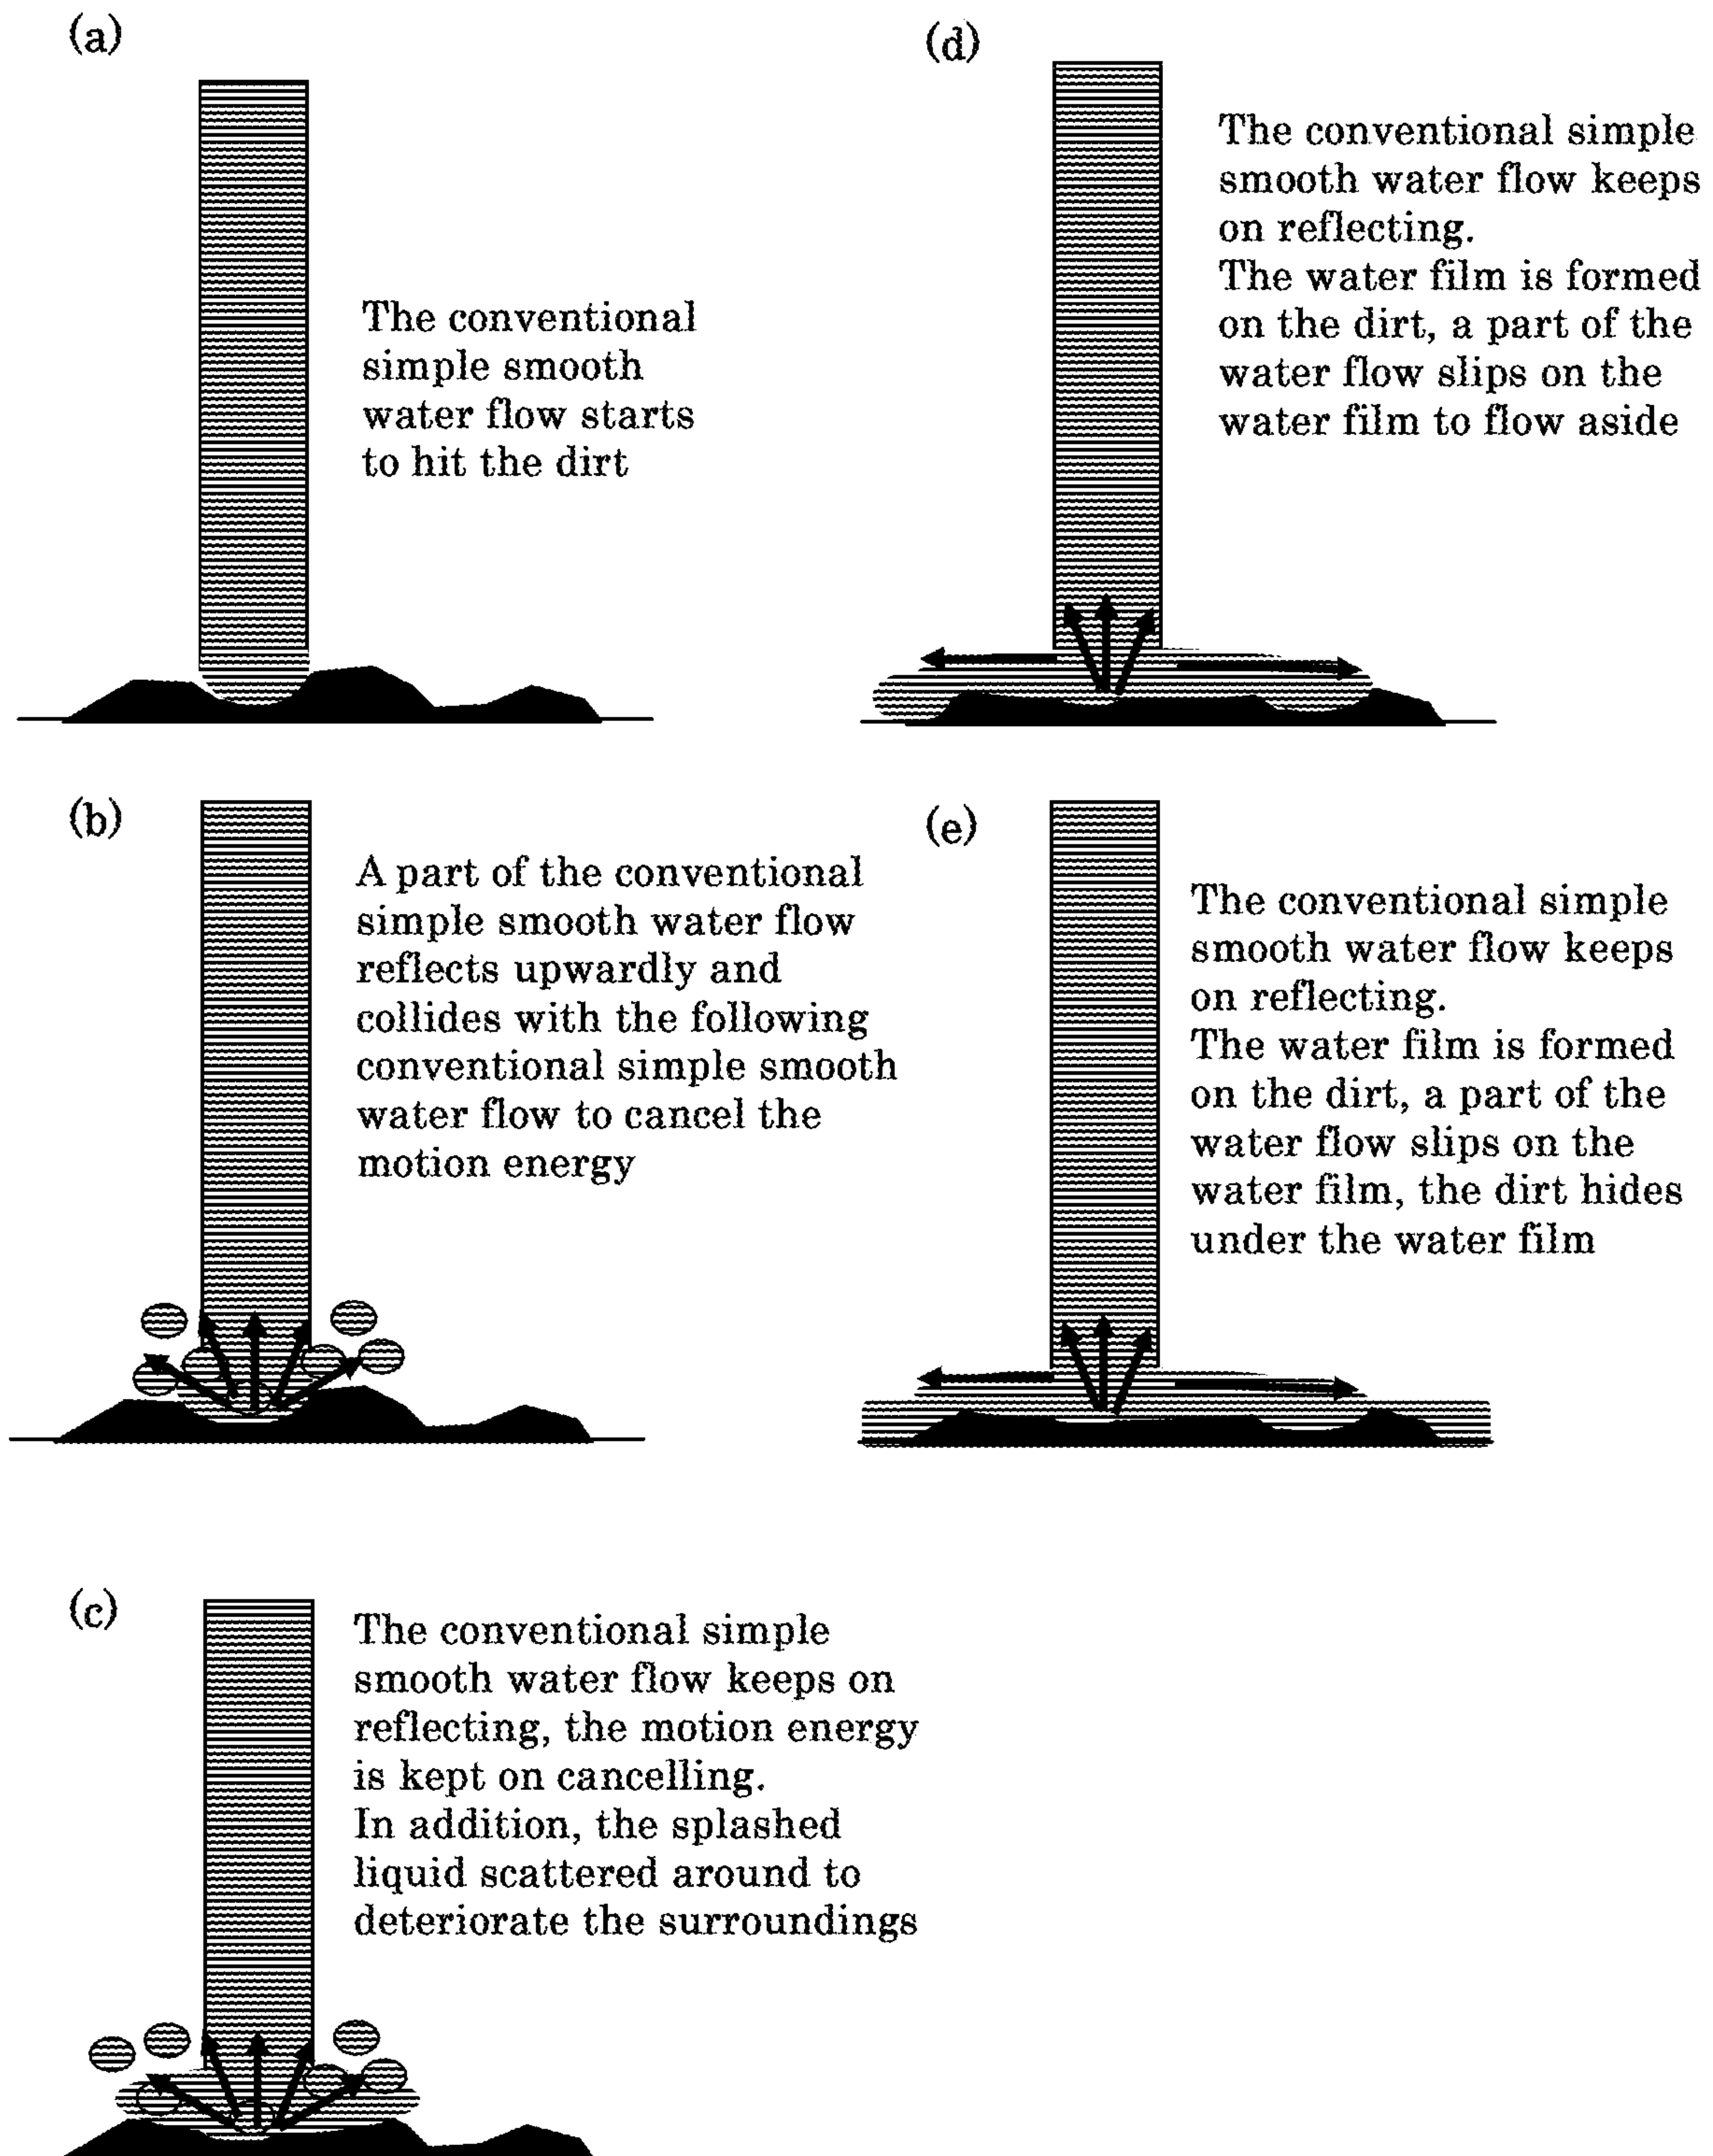 (a)
The conventional
simple smooth
water flow starts
to hit the dirt
(b)
A part of the conventional
simple smooth water flow
reflects upwardly and
collides with the following
conventional simple smooth
water flow to cancel the
motion energy
(c)
The conventional simple
smooth water flow keeps on
reflecting, the motion energy
is kept on cancelling.
In addition, the splashed
liquid scattered around to
deteriorate the surroundings
(d)
The conventional simple
smooth water flow keeps
on reflecting.
The water film is formed
on the dirt, a part of the
water flow slips on the
water film to flow aside
(e)
The conventional simple
smooth water flow keeps
on reflecting.
The water film is formed
on the dirt, a part of the
water flow slips on the
water film, the dirt hides
under the water film